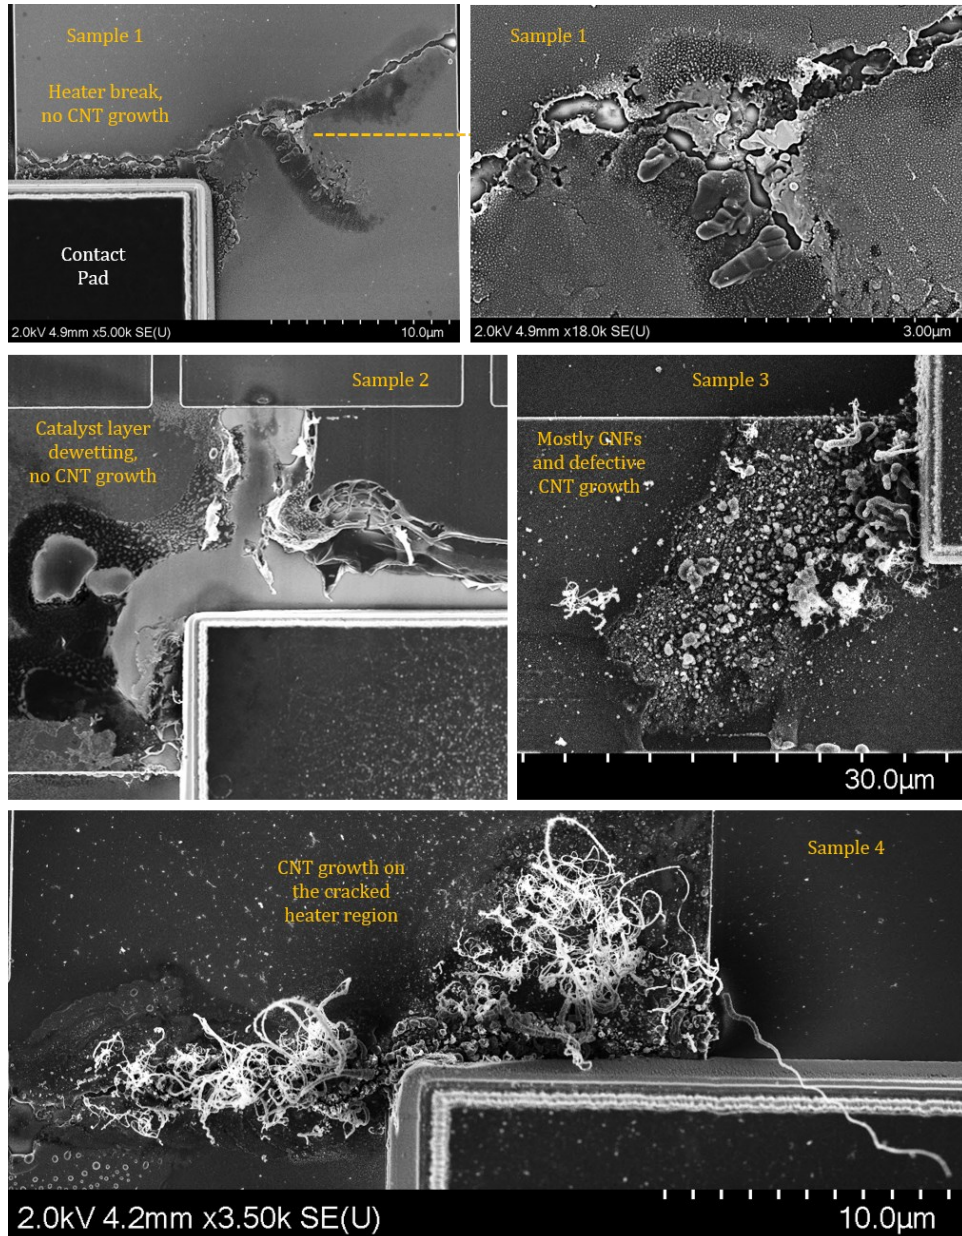 Sample 1
Heater break,
no CNT growth
Contact
Pad
2.0kV 4.9mm x5.00k SE(U)
10.0μm
Sample 1
2.0kV 4.9mm x18.0k SE(U)
3.00μm
Sample 2
Catalyst layer
dewetting,
no CNT growth
Sample 3
Mostly CNFs
and defective
CNT growth
30.0μm
CNT growth on
the cracked
heater region
Sample 4
2.0kV 4.2mm x3.50k SE(U)
10.0μm